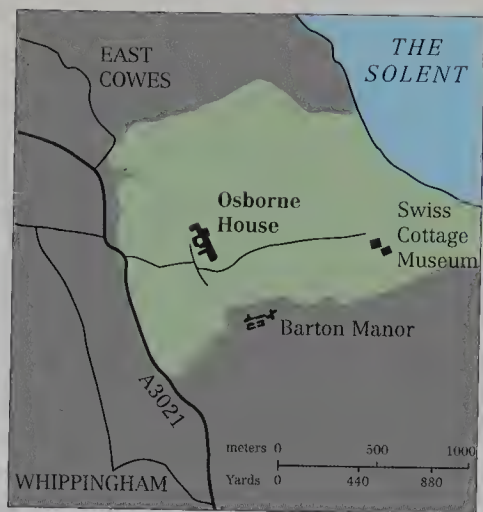 EAST
COWES
THE
SOLENT
Osborne
House
Swiss
Cottage
Museum
Barton Manor
A3021
meters 0 500 1000
Yards 0 440 880
WHIPPINGHAM